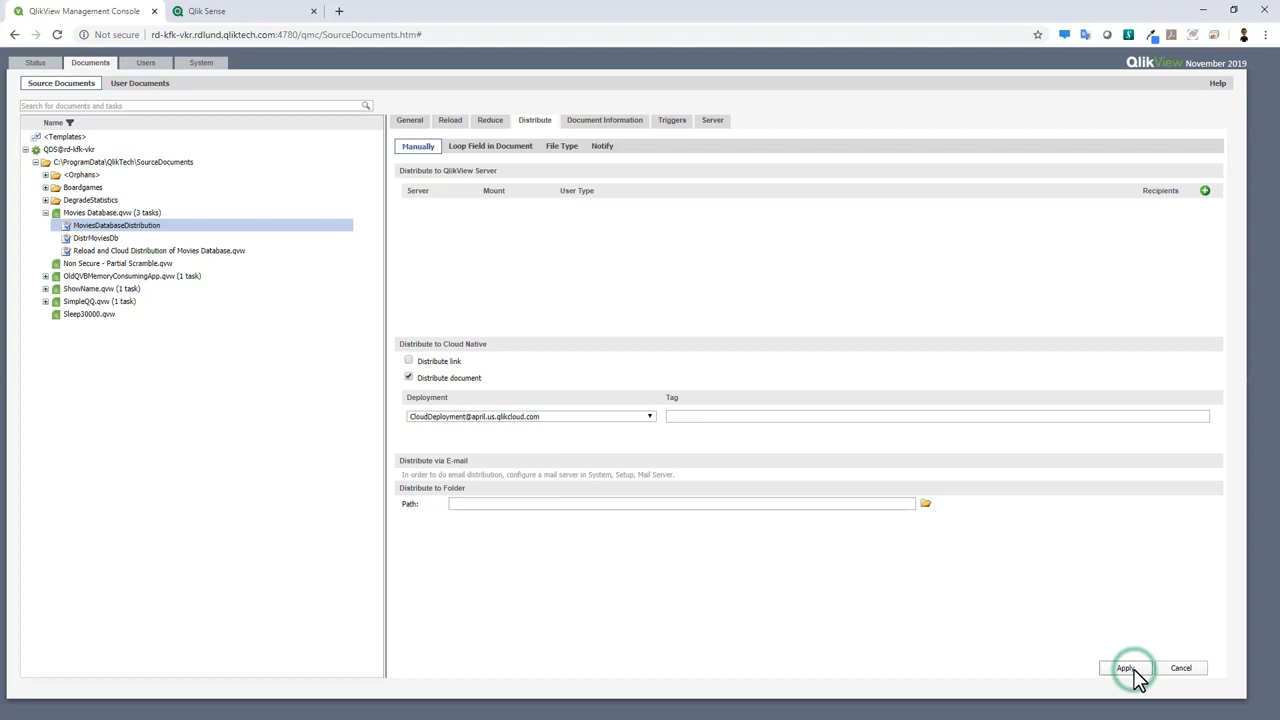 QlikView Management Console
Qlik Sense
Not secure
rd-kfk-vkr.rdlund.qliktech.com:4780/qmc/SourceDocuments.htm#
Status
Documents
Users
System
QlikView November 2019
Source Documents
User Documents
Help
Search for documents and tasks
Name
<Templates>
QDS@rd-kfk-vkr
C:\ProgramData\QlikTech\SourceDocuments
<Orphans>
Boardgames
DegradeStatistics
Movies Database.qvw (3 tasks)
MoviesDatabaseDistribution
DistrMoviesDb
Reload and Cloud Distribution of Movies Database.qvw
Non Secure - Partial Scramble.qvw
OldQVBMemoryConsumingApp.qvw (1 task)
ShowName.qvw (1 task)
SimpleQQ.qvw (1 task)
Sleep30000.qvw
General
Reload
Reduce
Distribute
Document Information
Triggers
Server
Manually
Loop Field in Document
File Type
Notify
Distribute to QlikView Server
Server
Mount
User Type
Recipients
Distribute to Cloud Native
Distribute link
Distribute document
Deployment
Tag
CloudDeployment@april.us.qlikcloud.com
Distribute via E-mail
In order to do email distribution, configure a mail server in System, Setup, Mail Server.
Distribute to Folder
Path:
Apply
Cancel